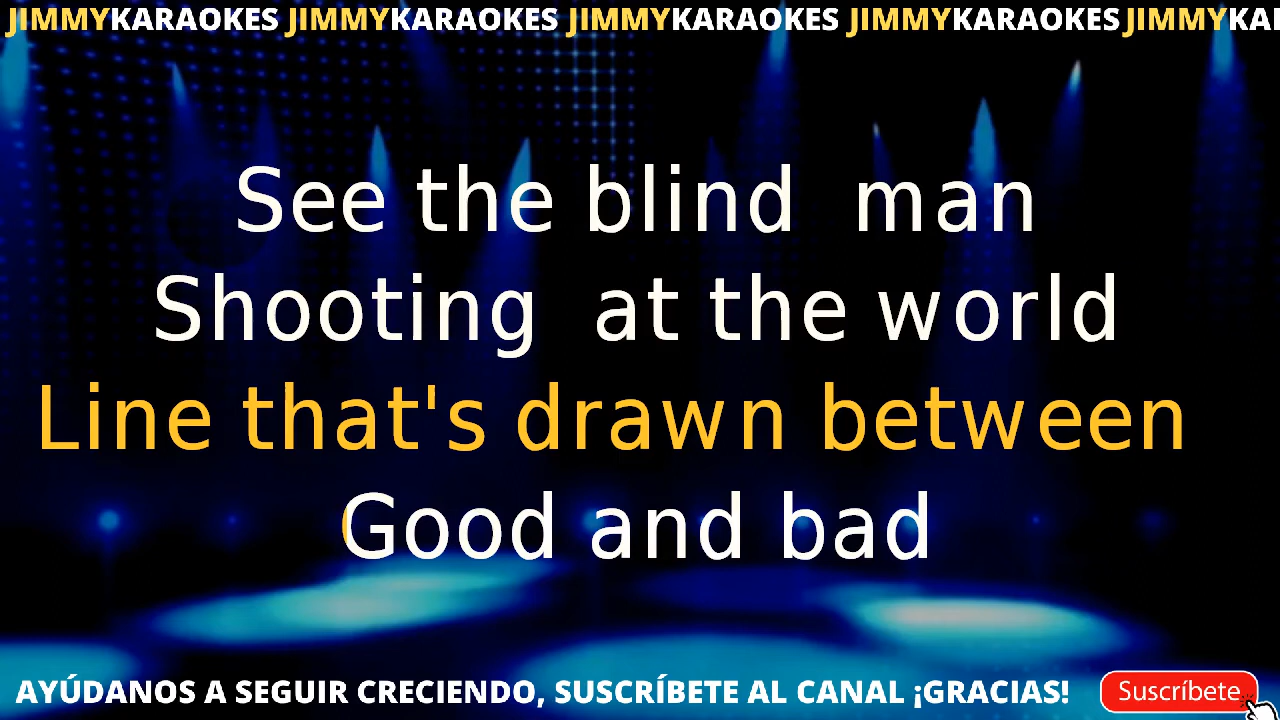 JIMMYKARAOKES JIMMYKARAOKES JIMMYKARAOKES JIMMYKARAOKES JIMMYKA
See the blind man
Shooting at the world
Line that's drawn between
Good and bad
AYÚDANOS A SEGUIR CRECIENDO, SUSCRÍBETE AL CANAL ¡GRACIAS! Suscríbete